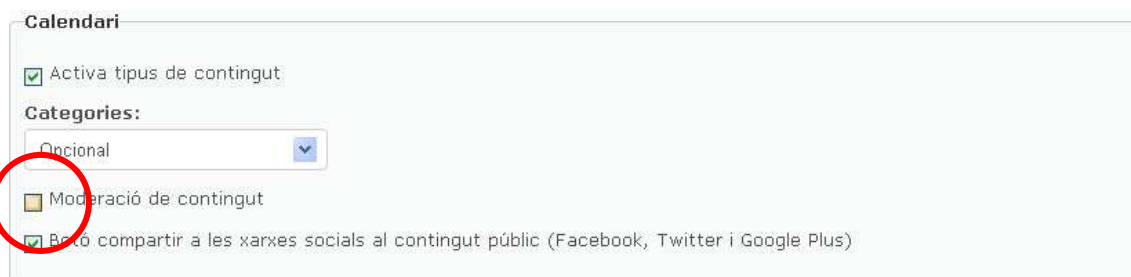 Calendari
Activa tipus de contingut
Categories:
Opcional
Moderació de contingut
Botó compartir a les xarxes socials al contingut públic (Facebook, Twitter i Google Plus)